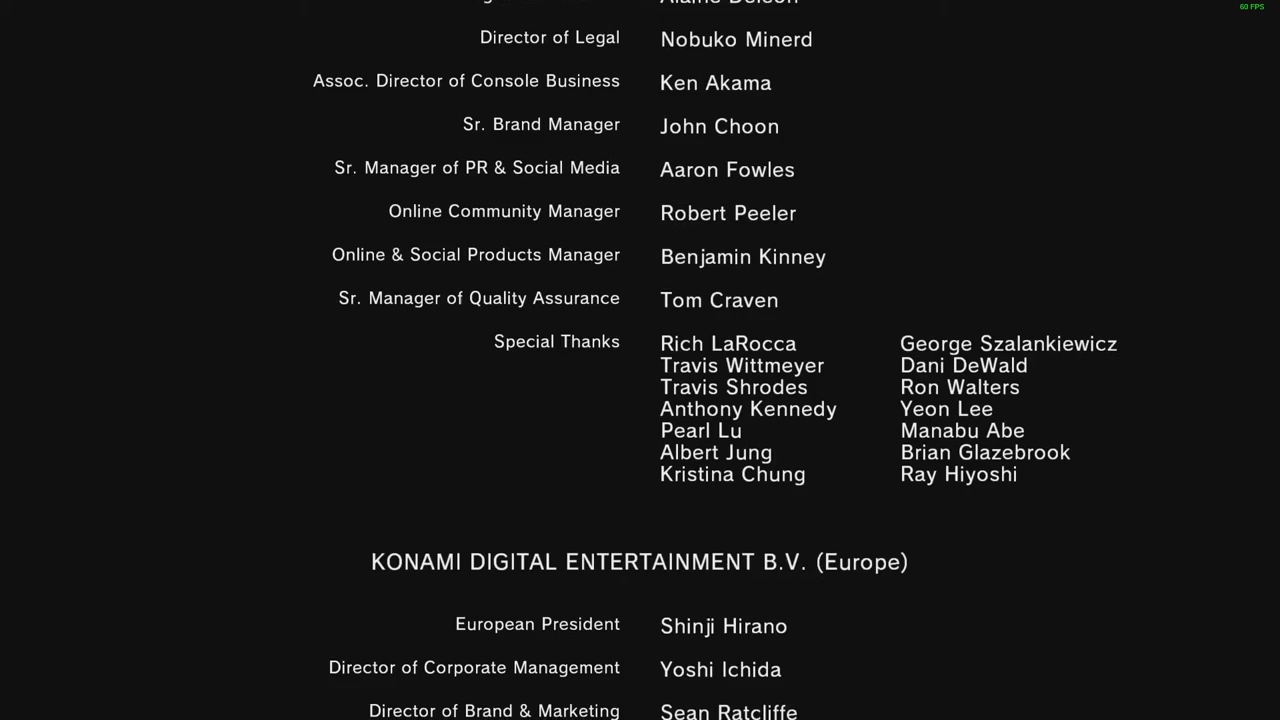 60 FPS
Director of Legal Nobuko Minerd
Assoc. Director of Console Business Ken Akama
Sr. Brand Manager John Choon
Sr. Manager of PR & Social Media Aaron Fowles
Online Community Manager Robert Peeler
Online & Social Products Manager Benjamin Kinney
Sr. Manager of Quality Assurance Tom Craven
Special Thanks Rich LaRocca George Szalankiewicz
Travis Wittmeyer Dani DeWald
Travis Shrodes Ron Walters
Anthony Kennedy Yeon Lee
Pearl Lu Manabu Abe
Albert Jung Brian Glazebrook
Kristina Chung Ray Hiyoshi
KONAMI DIGITAL ENTERTAINMENT B.V. (Europe)
European President Shinji Hirano
Director of Corporate Management Yoshi Ichida
Director of Brand & Marketing Sean Ratcliffe